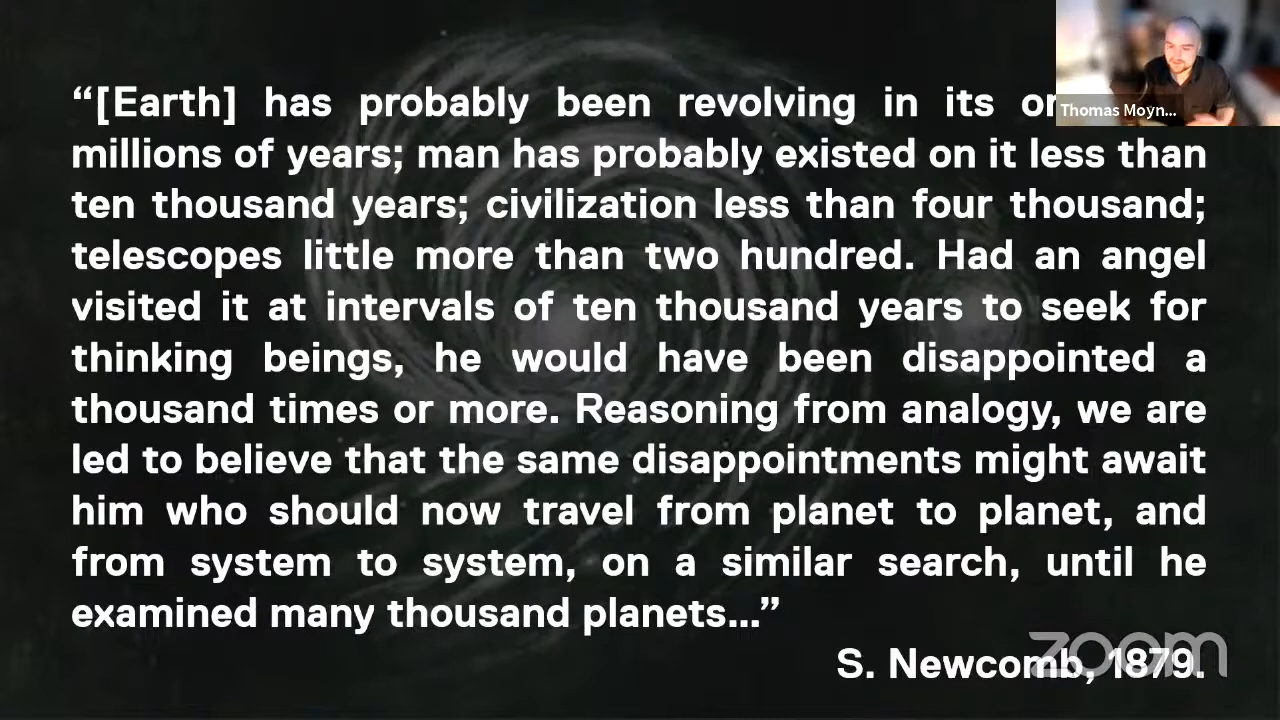 “[Earth] has probably been revolving in its
millions of years; man has probably existed on it less than
ten thousand years; civilization less than four thousand;
telescopes little more than two hundred. Had an angel
visited it at intervals of ten thousand years to seek for
thinking beings, he would have been disappointed a
thousand times or more. Reasoning from analogy, we are
led to believe that the same disappointments might await
him who should now travel from planet to planet, and
from system to system, on a similar search, until he
examined many thousand planets...”
S. Newcomb, 1879.
Thomas Moyn...
zoom